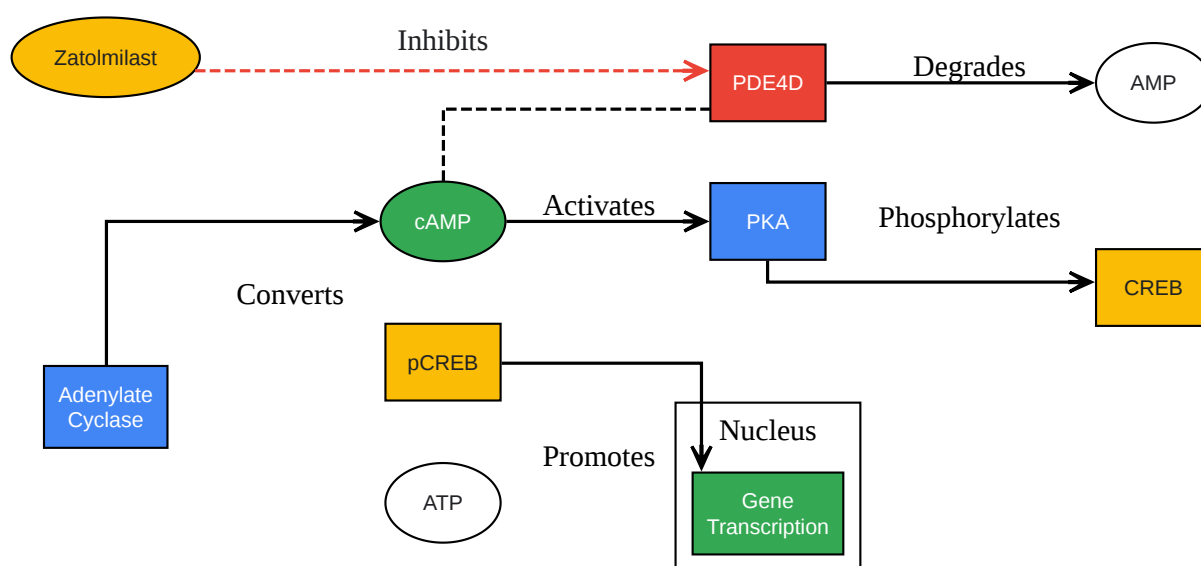 Zatolmilast
Inhibits
PDE4D
Degrades
AMP
cAMP
Activates
PKA
Phosphorylates
CREB
Converts
pCREB
Adenylate
Cyclase
Nucleus
Promotes
ATP
Gene
Transcription